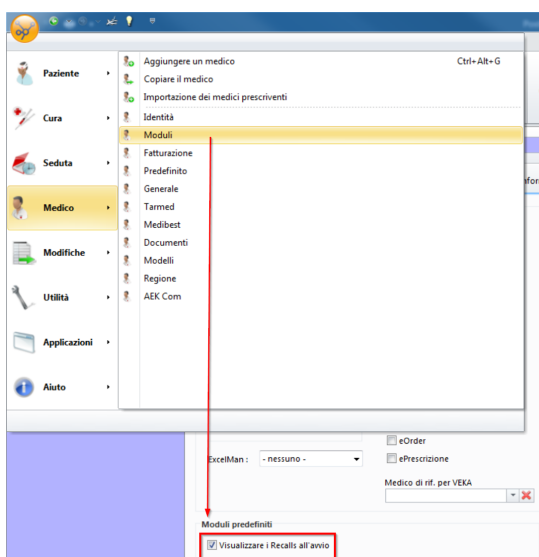 Paziente
Cura
Seduta
Medico
Modifiche
Utilità
Applicazioni
Aiuto
Aggiungere un medico Ctrl+Alt+G
Copiare il medico
Importazione dei medici prescriventi
Identità
Moduli
Fatturazione
Predefinito
Generale
Tarmed
Medibest
Documenti
Modelli
Regione
AEK Com
ExcelMan : - nessuno -
eOrder
ePrescrizione
Medico di rif. per VEKA
Moduli predefiniti
Visualizzare i Recalls all'avvio